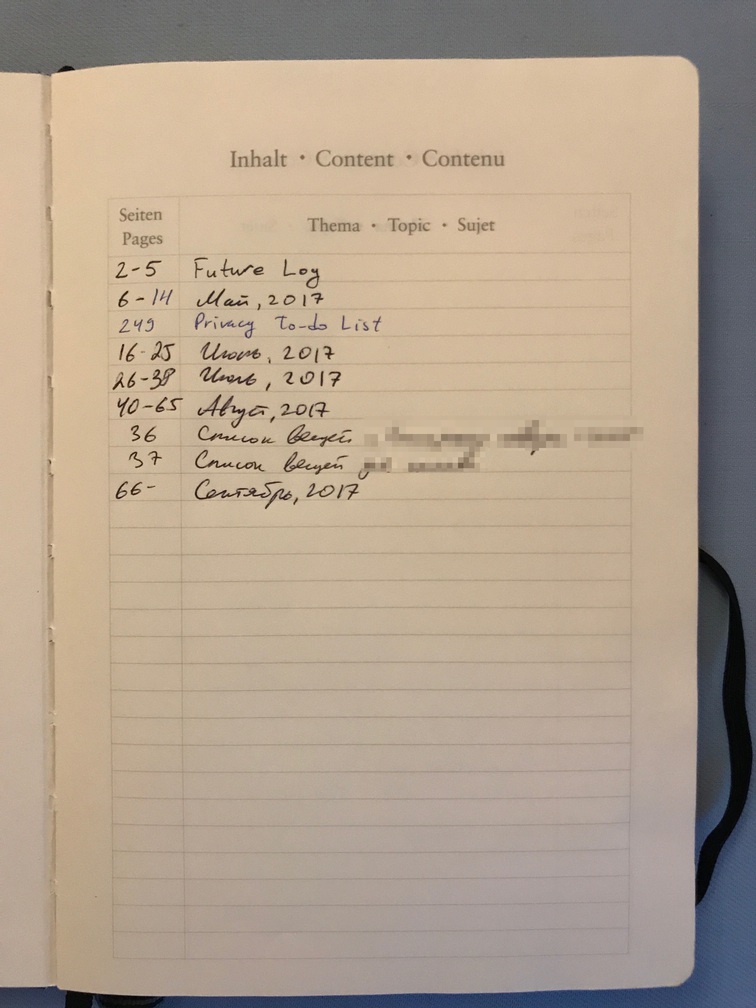 Inhalt • Content • Contenu
Seiten
Pages
Thema • Topic • Sujet
2-5 Future Log
6-14 Май, 2017
249 Privacy To-do List
16-25 Июнь, 2017
26-38 Июль, 2017
40-65 Август, 2017
36 Список вещей
37 Список вещей
66- Сентябрь, 2017